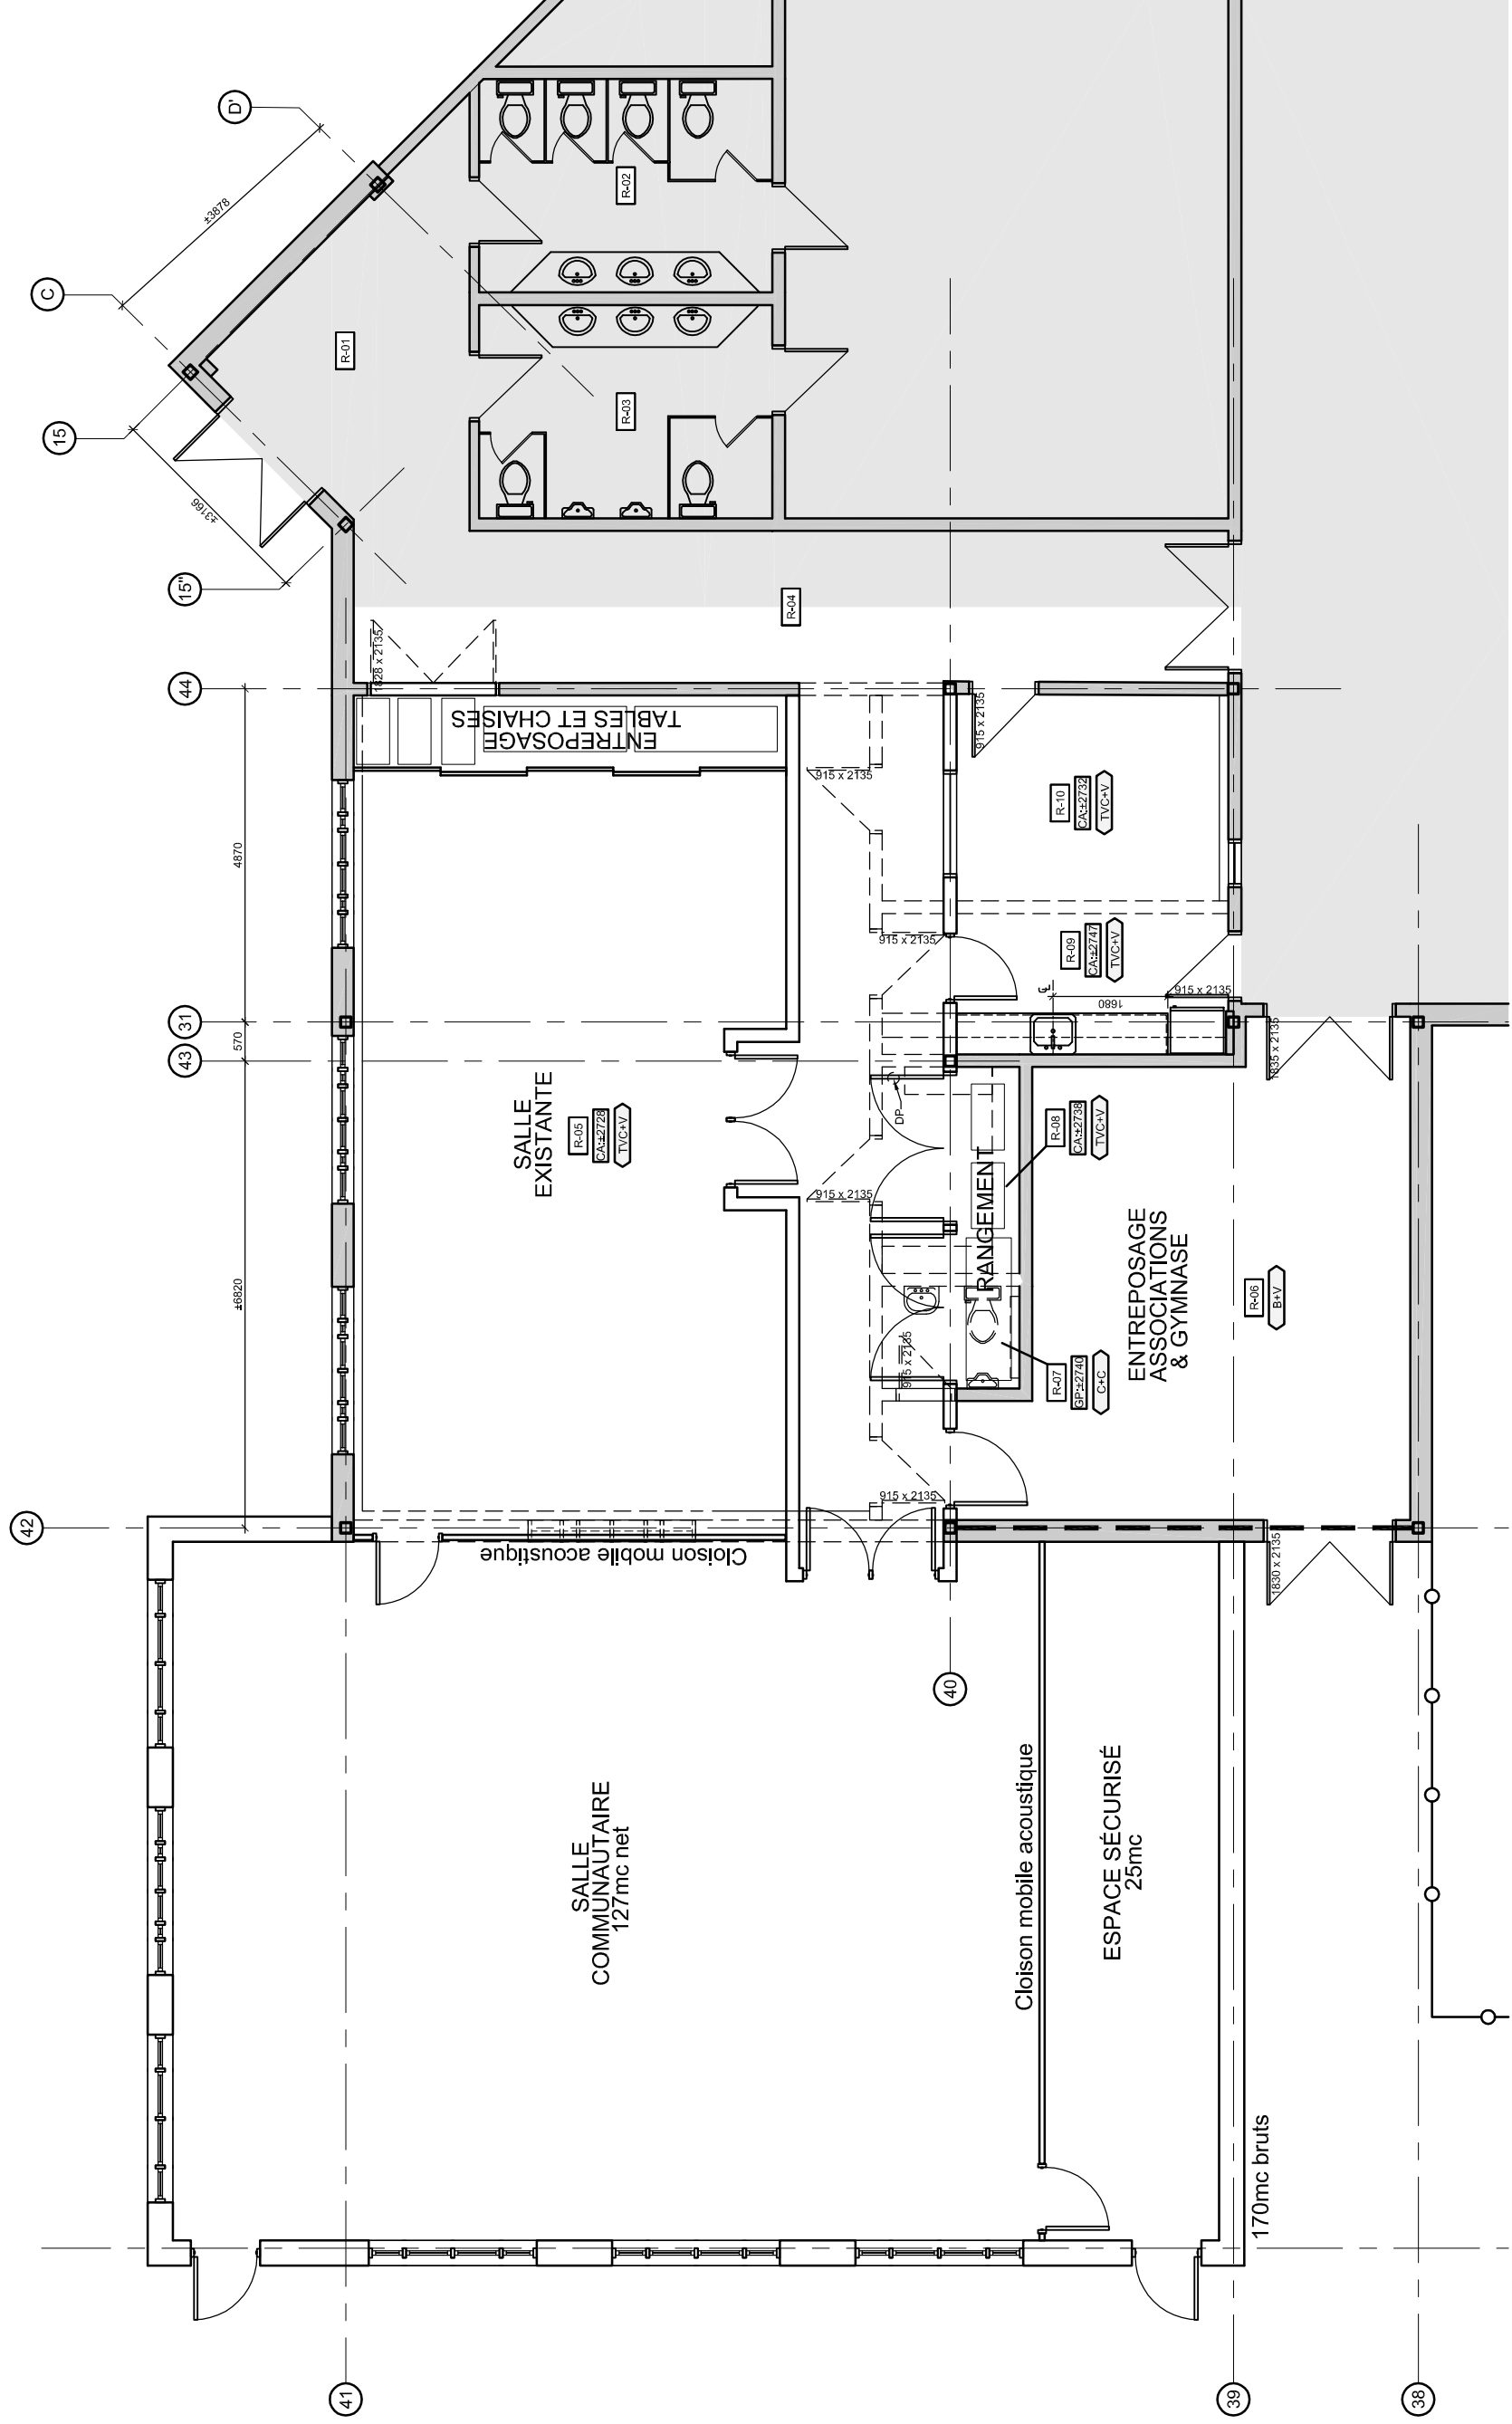 D'
C
15
15"
44
31
43
42
41
40
39
38
±3878
±3166
4870
570
±6820
R-01
R-02
R-03
R-04
1828 x 2135
ENTREPOSAGE
TABLES ET CHAISES
915 x 2135
915 x 2135
R-10
CA:±2732
TVC+V
915 x 2135
R-09
CA:±2747
TVC+V
915 x 2135
1680
1835 x 2135
SALLE
EXISTANTE
R-05
CA:±2728
TVC+V
DP
915 x 2135
RANGEMENT
R-08
CA:±2738
TVC+V
915 x 2135
R-07
GP:±2740
C+C
ENTREPOSAGE
ASSOCIATIONS
& GYMNASE
R-06
B+V
915 x 2135
1830 x 2135
Cloison mobile acoustique
SALLE
COMMUNAUTAIRE
127mc net
Cloison mobile acoustique
ESPACE SÉCURISÉ
25mc
170mc bruts